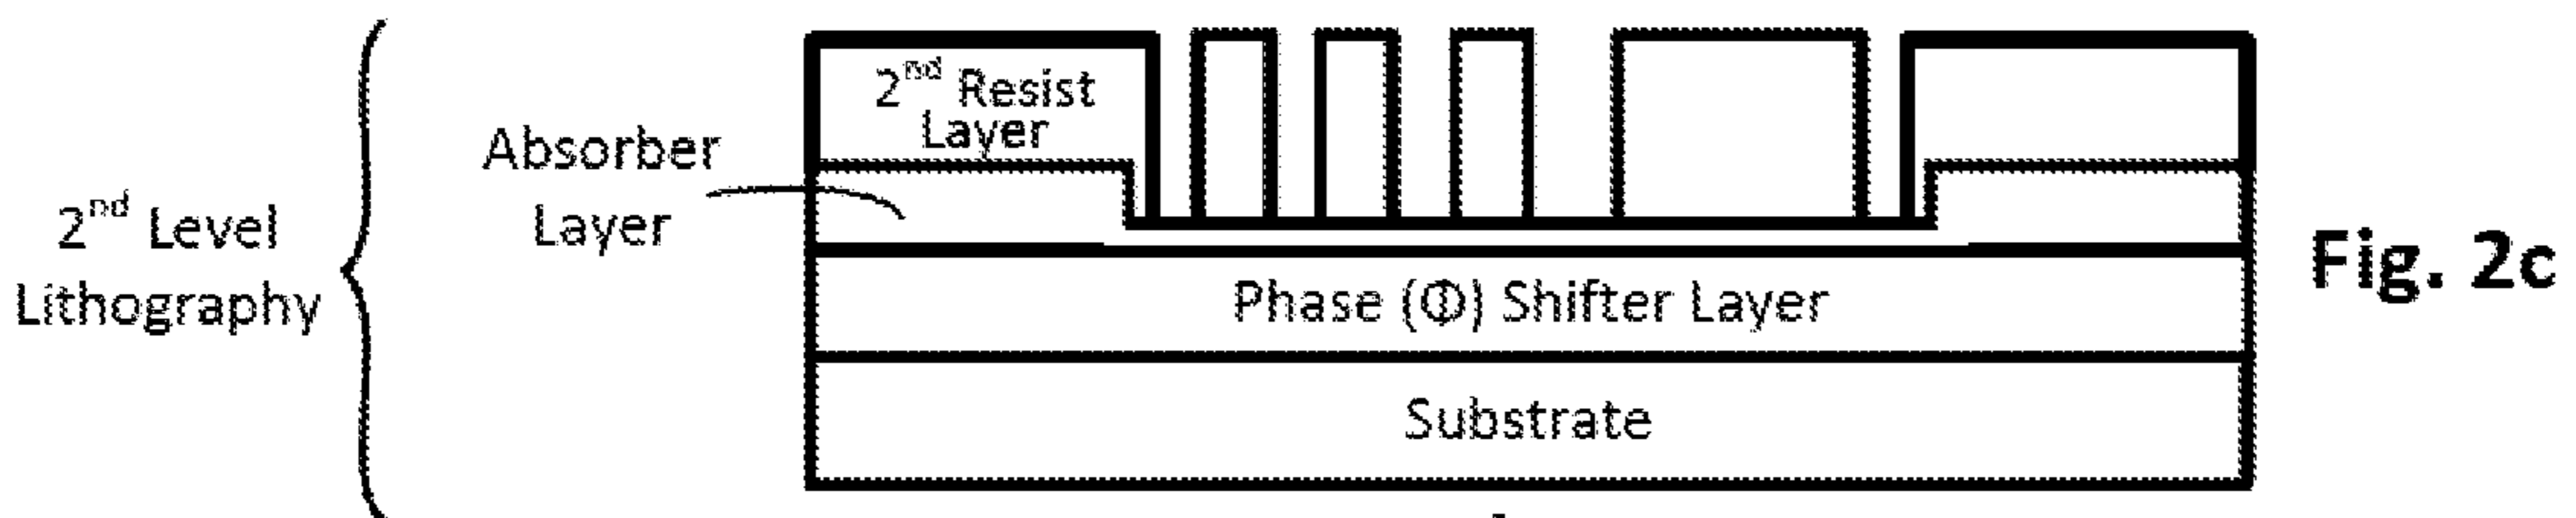 2nd Level
Lithography
Absorber
Layer
2nd Resist
Layer
Phase (Φ) Shifter Layer
Substrate
Fig. 2c